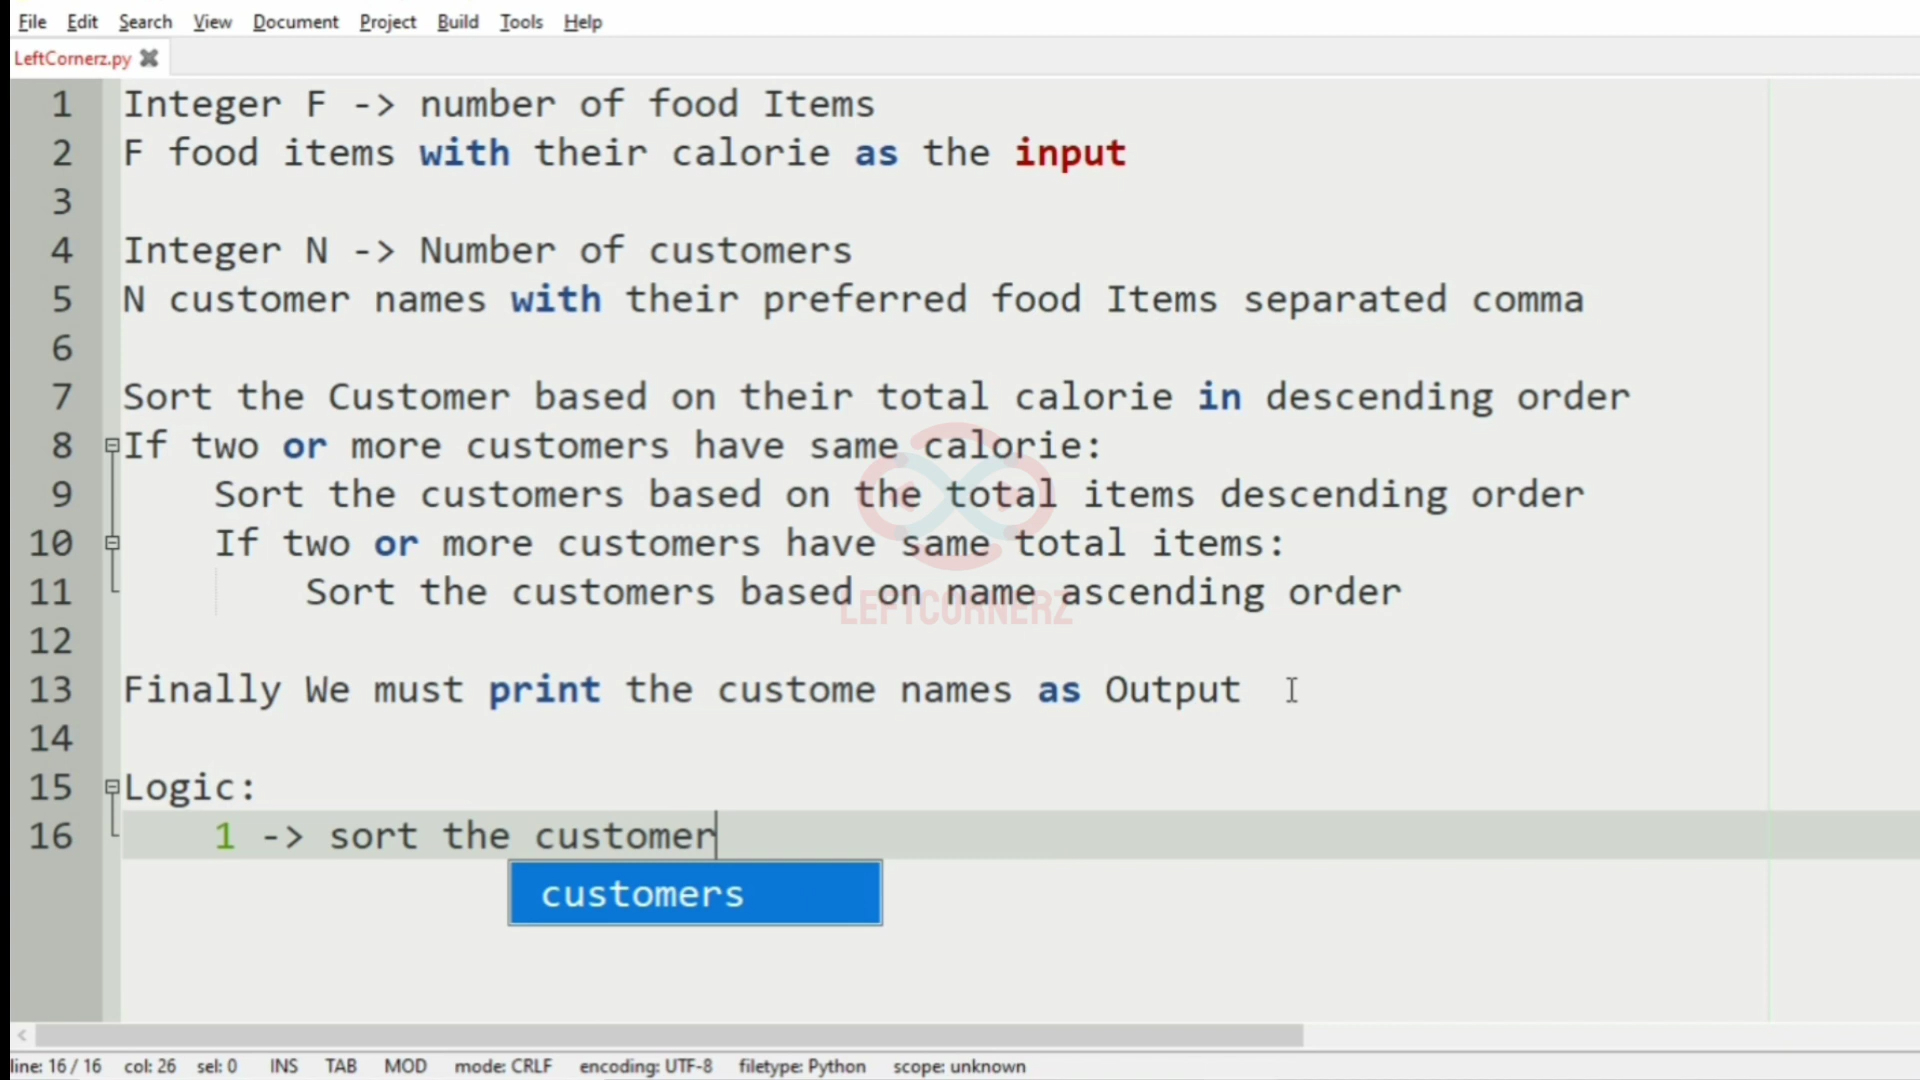 File Edit Search View Document Project Build Tools Help
LeftCornerz.py
1 Integer F -> number of food Items
2 F food items with their calorie as the input
3
4 Integer N -> Number of customers
5 N customer names with their preferred food Items separated comma
6
7 Sort the Customer based on their total calorie in descending order
8 If two or more customers have same calorie:
9 Sort the customers based on the total items descending order
10 If two or more customers have same total items:
11 Sort the customers based on name ascending order
LEFTCORNERZ
12
13 Finally We must print the custome names as Output
14
15 Logic:
16 1 -> sort the customer
customers
line: 16 / 16 col: 26 sel: 0 INS TAB MOD mode: CRLF encoding: UTF-8 filetype: Python scope: unknown